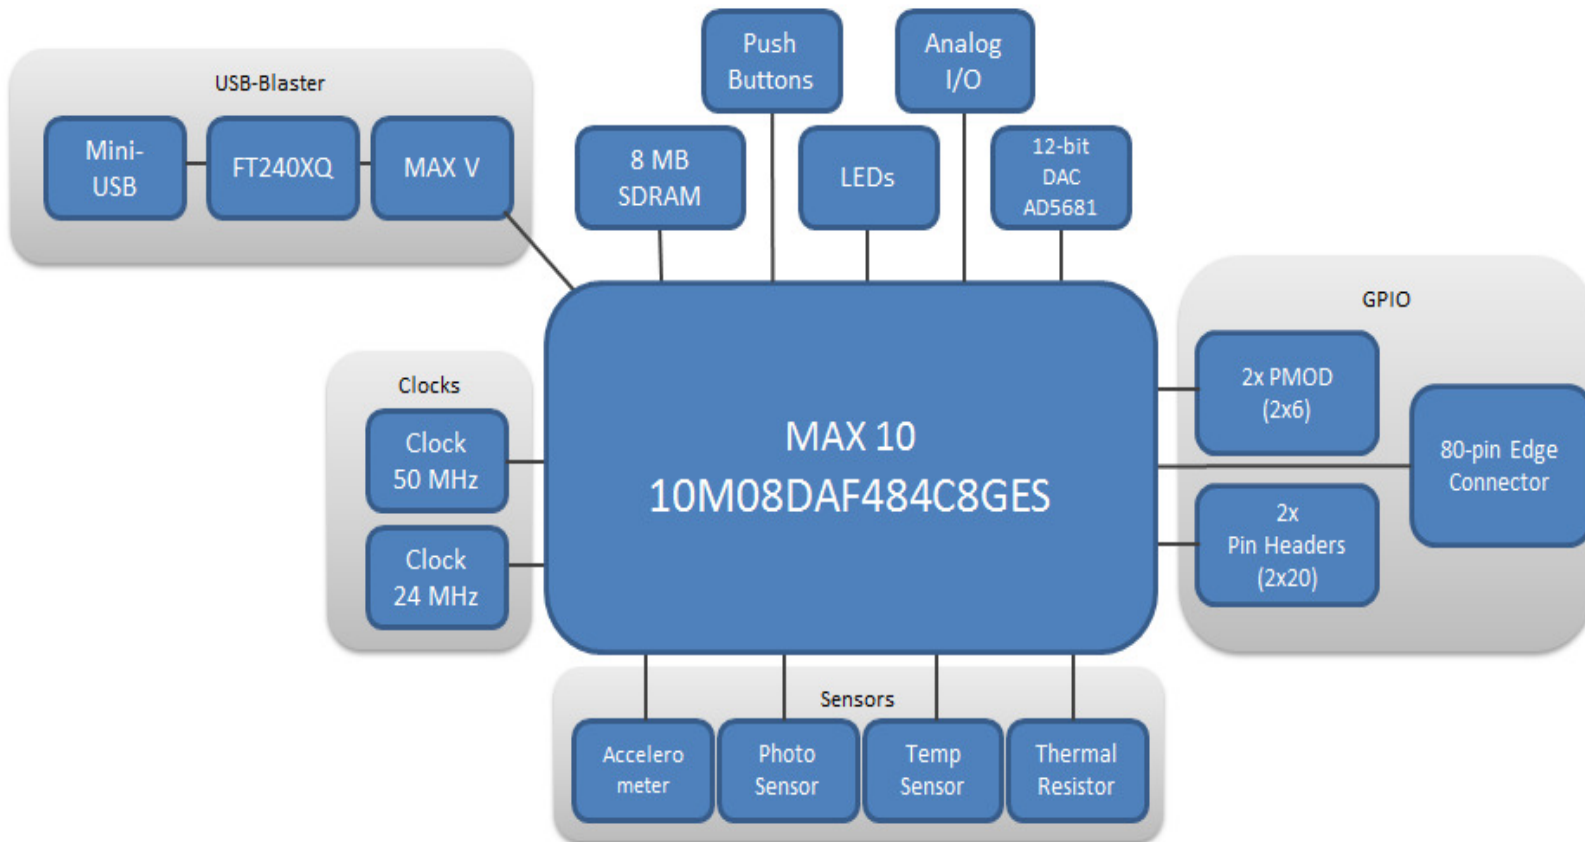 USB-Blaster
Mini-
USB
FT240XQ
MAX V
8 MB
SDRAM
Push
Buttons
LEDs
Analog
I/O
12-bit
DAC
AD5681
Clocks
Clock
50 MHz
Clock
24 MHz
MAX 10
10M08DAF484C8GES
GPIO
2x PMOD
(2x6)
80-pin Edge
Connector
2x
Pin Headers
(2x20)
Sensors
Accelero
meter
Photo
Sensor
Temp
Sensor
Thermal
Resistor